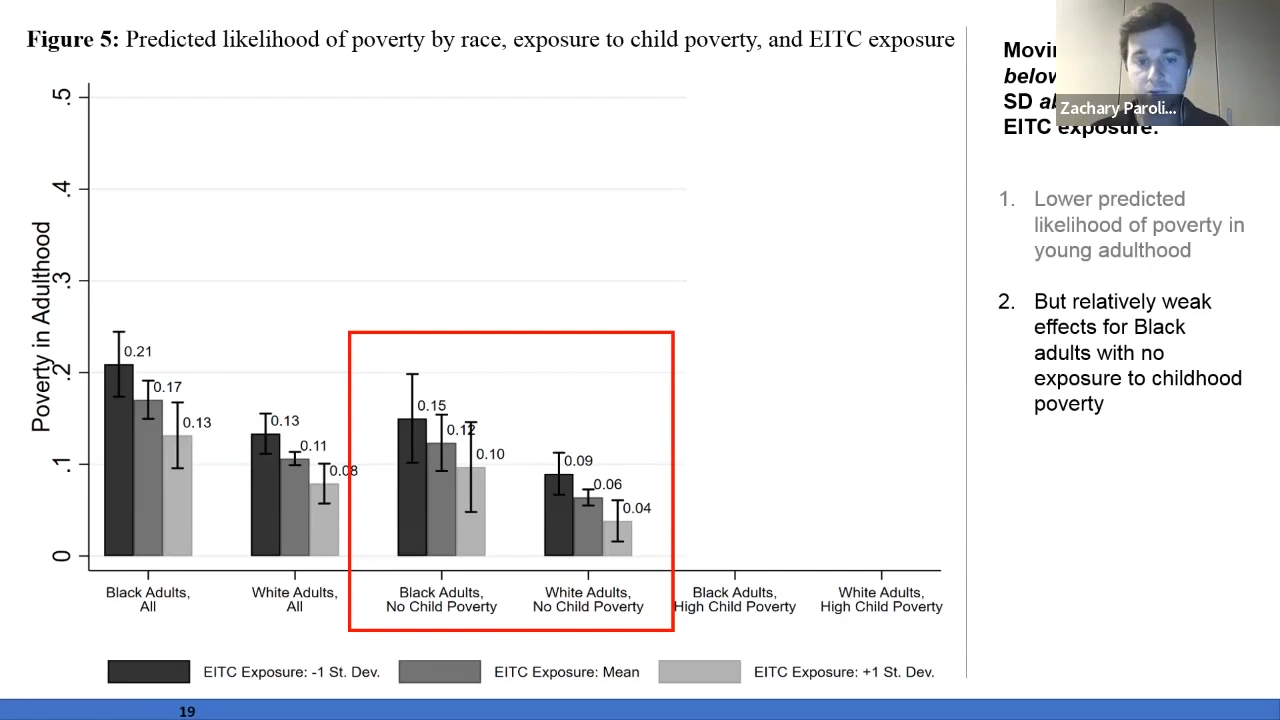 Figure 5: Predicted likelihood of poverty by race, exposure to child poverty, and EITC exposure
Poverty in Adulthood
.5
.4
.3
.2
.1
0
0.21
0.17
0.13
0.13
0.11
0.08
0.15
0.12
0.10
0.09
0.06
0.04
Black Adults,
All
White Adults,
All
Black Adults,
No Child Poverty
White Adults,
No Child Poverty
Black Adults,
High Child Poverty
White Adults,
High Child Poverty
EITC Exposure: -1 St. Dev.
EITC Exposure: Mean
EITC Exposure: +1 St. Dev.
SD
EITC exposure:
Zachary Paroli...
1. Lower predicted
likelihood of poverty in
young adulthood
2. But relatively weak
effects for Black
adults with no
exposure to childhood
poverty
19